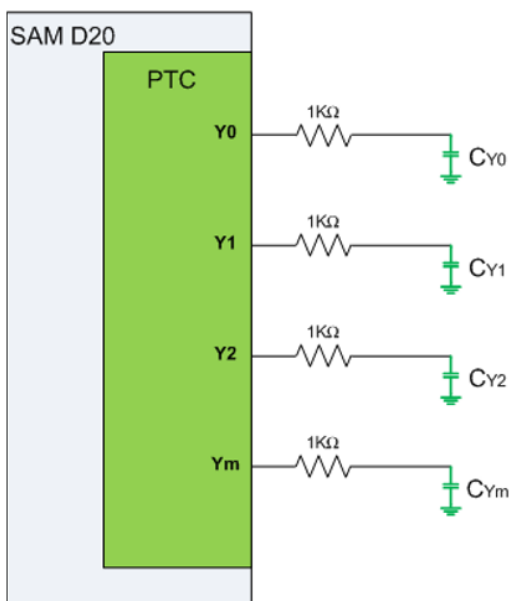 SAM D20
PTC
1KΩ
Y0
CY0
1KΩ
Y1
CY1
1KΩ
Y2
CY2
1KΩ
Ym
CYm